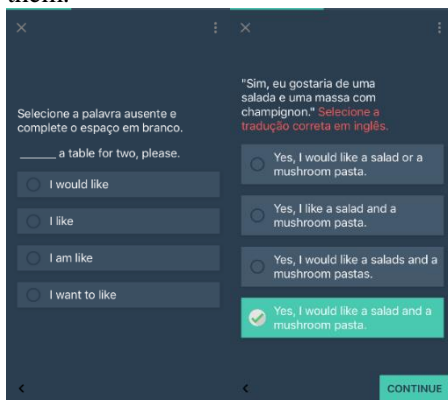 them.
Selecione a palavra ausente e
complete o espaço em branco.
______ a table for two, please.
I would like
I like
I am like
I want to like
"Sim, eu gostaria de uma
salada e uma massa com
champignon." Selecione a
tradução correta em inglês.
Yes, I would like a salad or a
mushroom pasta.
Yes, I like a salad and a
mushroom pasta.
Yes, I would like a salads and a
mushroom pastas.
Yes, I would like a salad and a
mushroom pasta.
CONTINUE